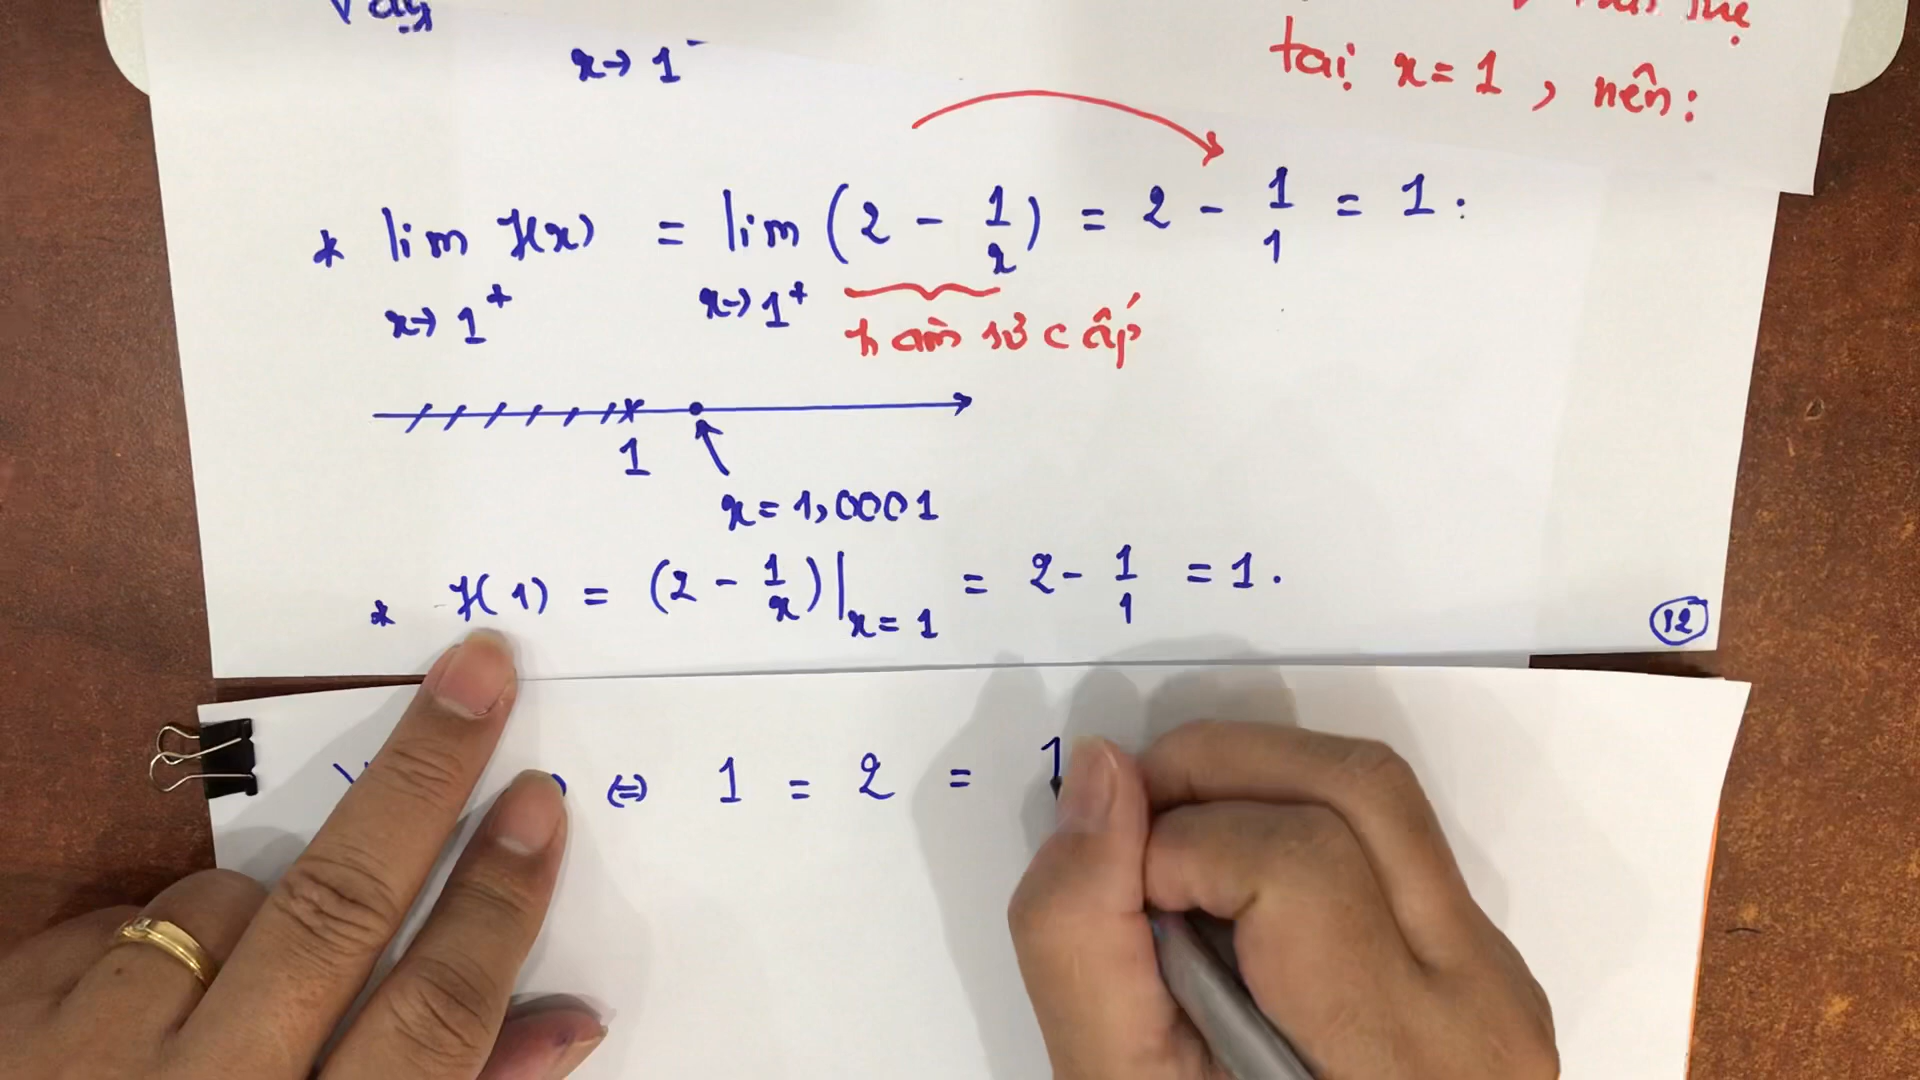 Vậy
x→1⁻
tại x = 1, nên:
* lim f(x) = lim (2 - 1/x) = 2 - 1/1 = 1.
x→1⁺ x→1⁺ hàm sơ cấp
1
x = 1,0001
* f(1) = (2 - 1/x)|x=1 = 2 - 1/1 = 1.
12
⇔ 1 = 2 = 1